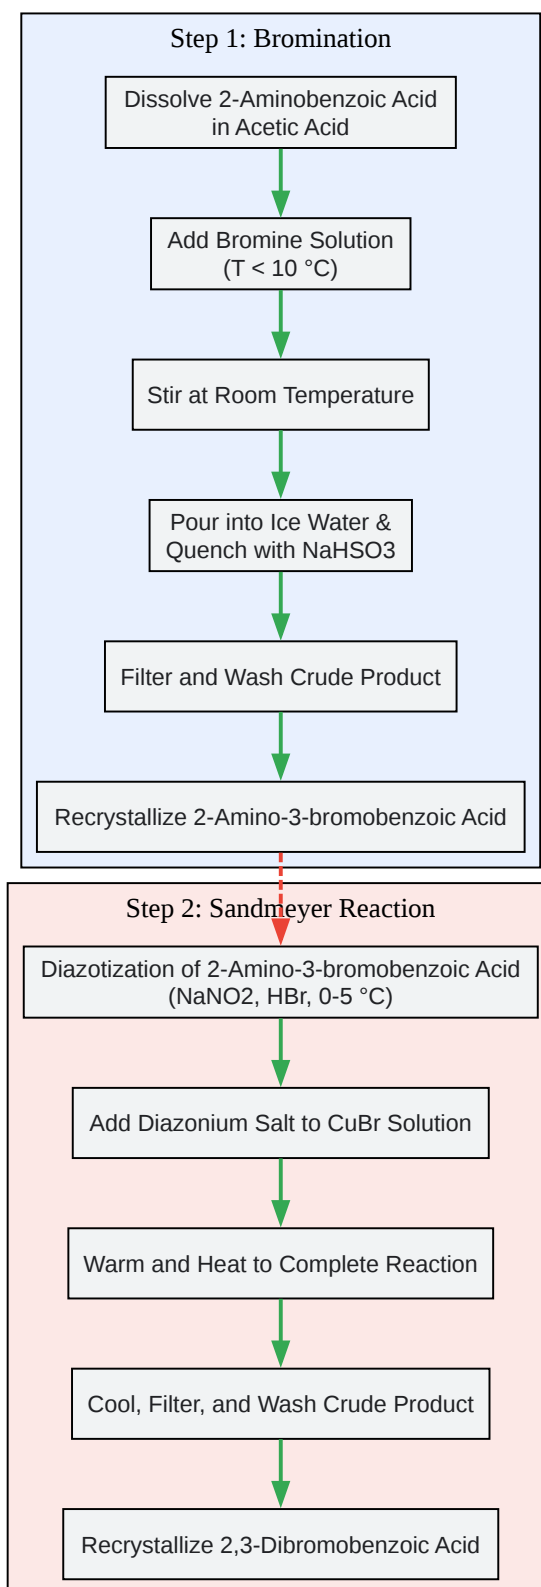 Step 1: Bromination
Dissolve 2-Aminobenzoic Acid
in Acetic Acid
Add Bromine Solution
(T < 10 °C)
Stir at Room Temperature
Pour into Ice Water &
Quench with NaHSO3
Filter and Wash Crude Product
Recrystallize 2-Amino-3-bromobenzoic Acid
Step 2: Sandmeyer Reaction
Diazotization of 2-Amino-3-bromobenzoic Acid
(NaNO2, HBr, 0-5 °C)
Add Diazonium Salt to CuBr Solution
Warm and Heat to Complete Reaction
Cool, Filter, and Wash Crude Product
Recrystallize 2,3-Dibromobenzoic Acid